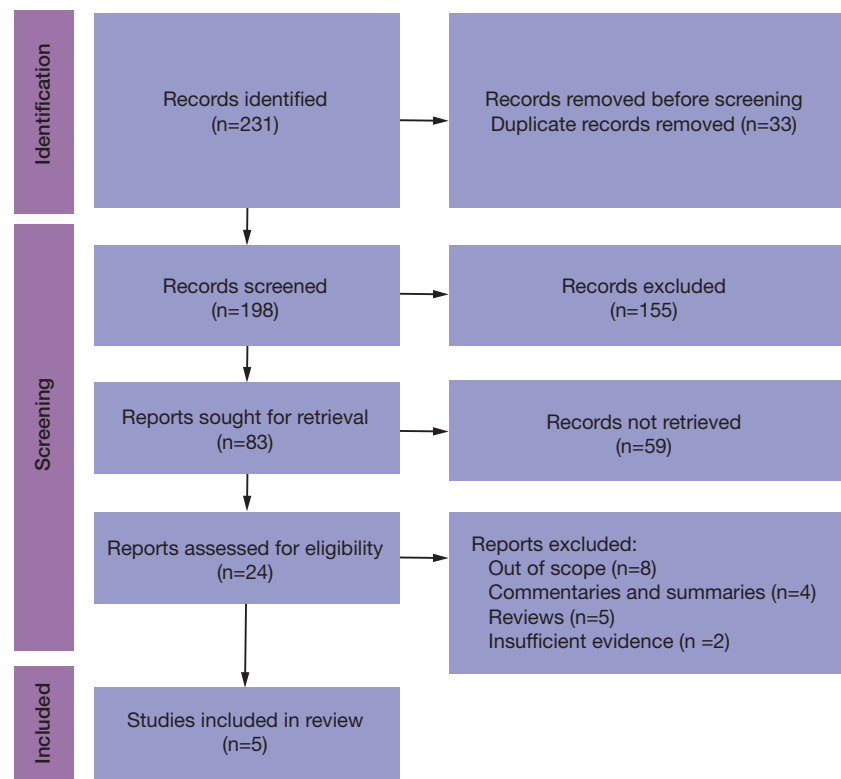 Identification
Records identified
(n=231)
Records removed before screening
Duplicate records removed (n=33)
Screening
Records screened
(n=198)
Records excluded
(n=155)
Reports sought for retrieval
(n=83)
Records not retrieved
(n=59)
Reports assessed for eligibility
(n=24)
Reports excluded:
Out of scope (n=8)
Commentaries and summaries (n=4)
Reviews (n=5)
Insufficient evidence (n =2)
Included
Studies included in review
(n=5)